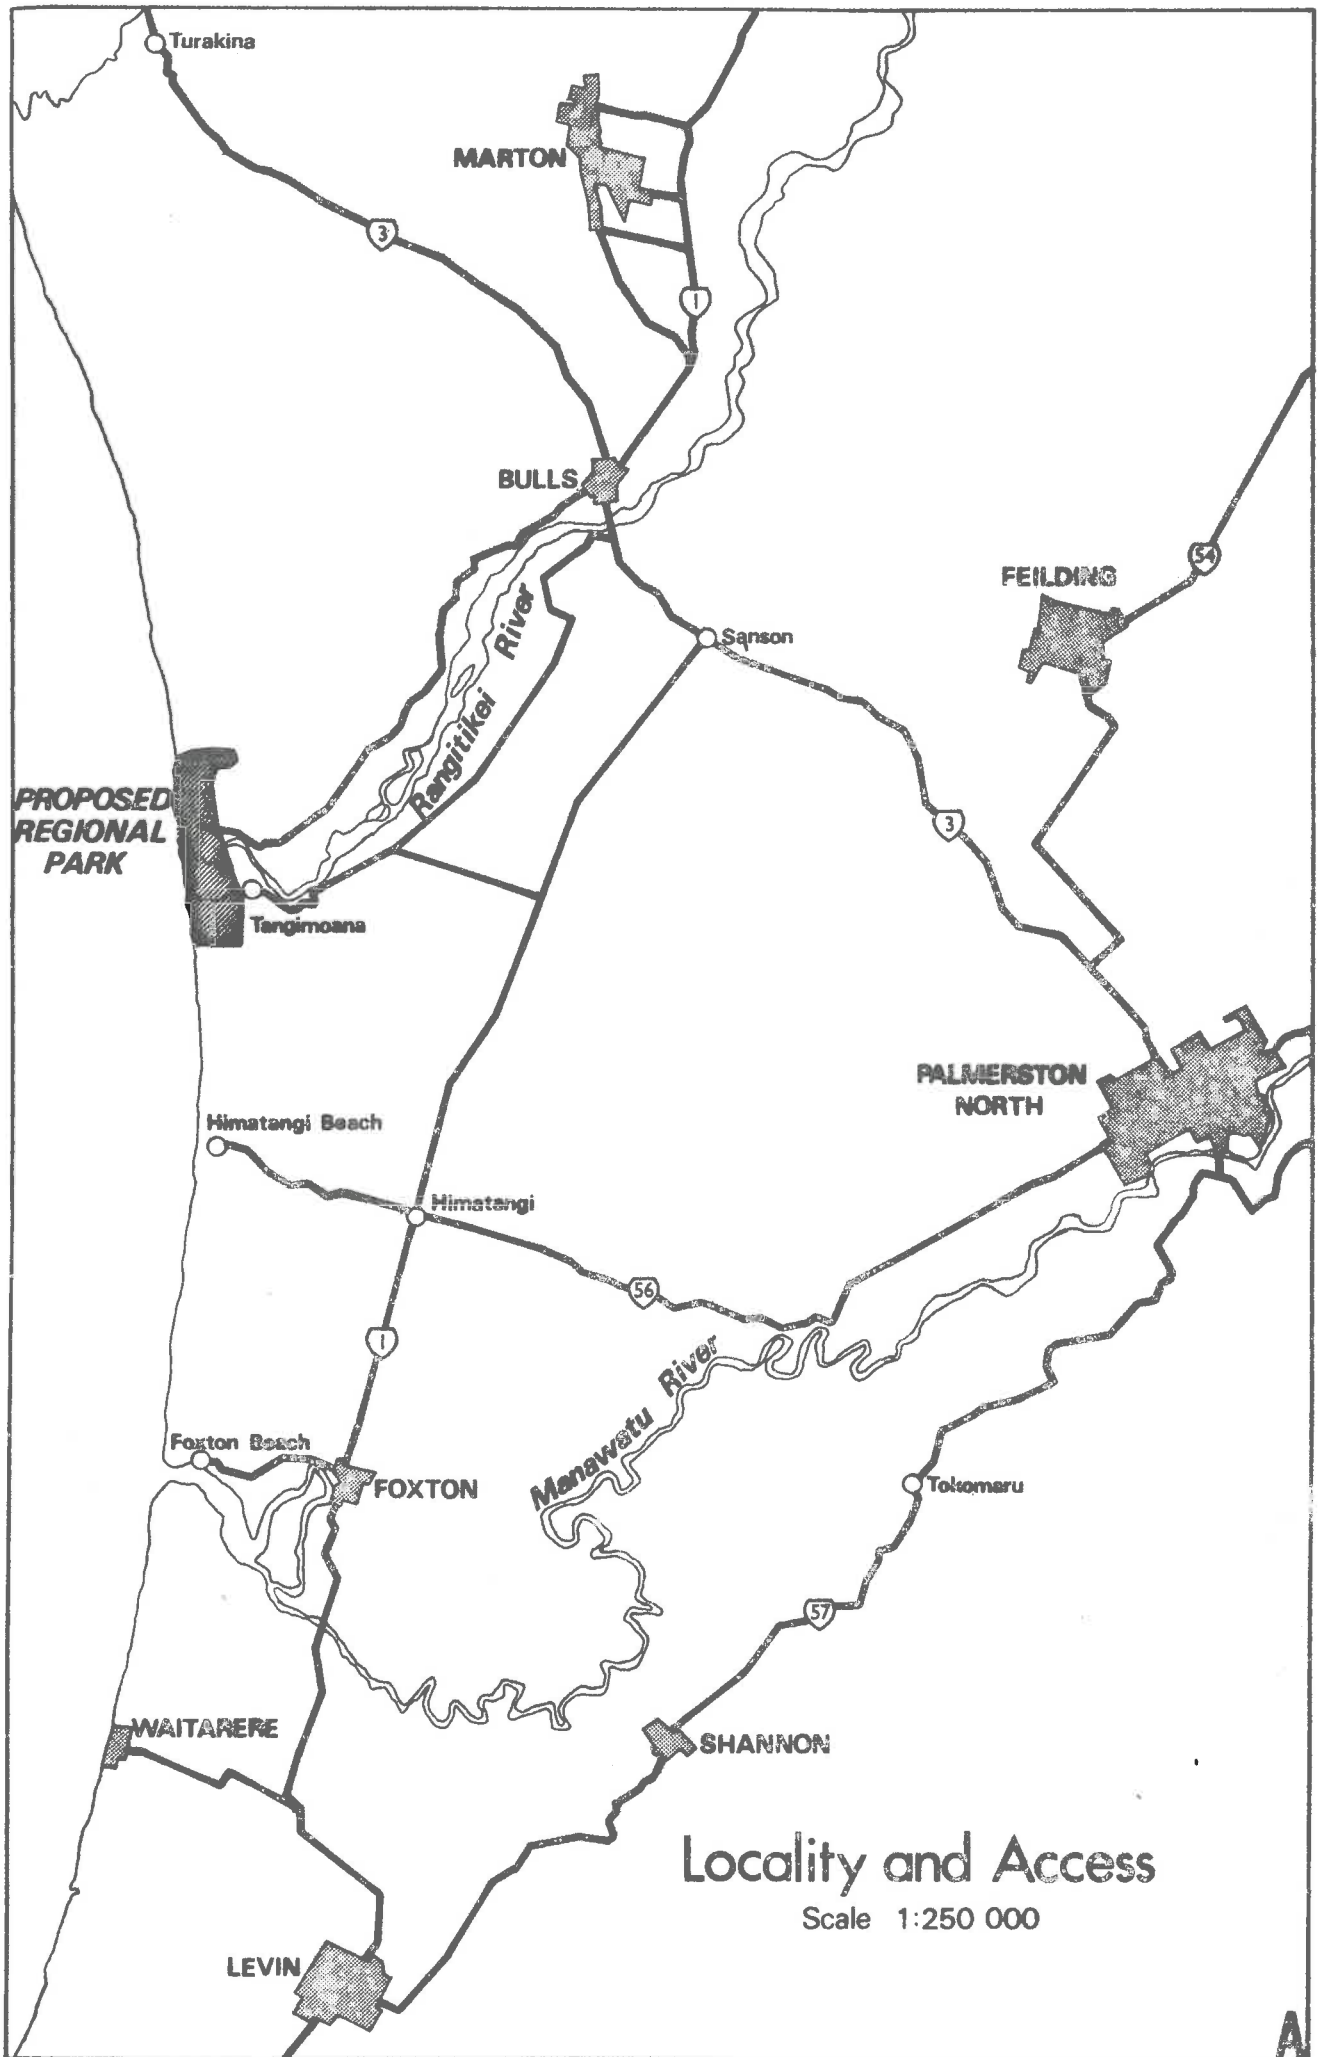 Turakina
MARTON
3
1
BULLS
54
FEILDING
Sanson
Rangitikei River
PROPOSED
REGIONAL
PARK
3
Tangimoana
PALMERSTON
NORTH
Himatangi Beach
Himatangi
56
1
Manawatu River
Foxton Beach
FOXTON
Tokomaru
57
WAITARERE
SHANNON
Locality and Access
Scale 1:250 000
LEVIN
A